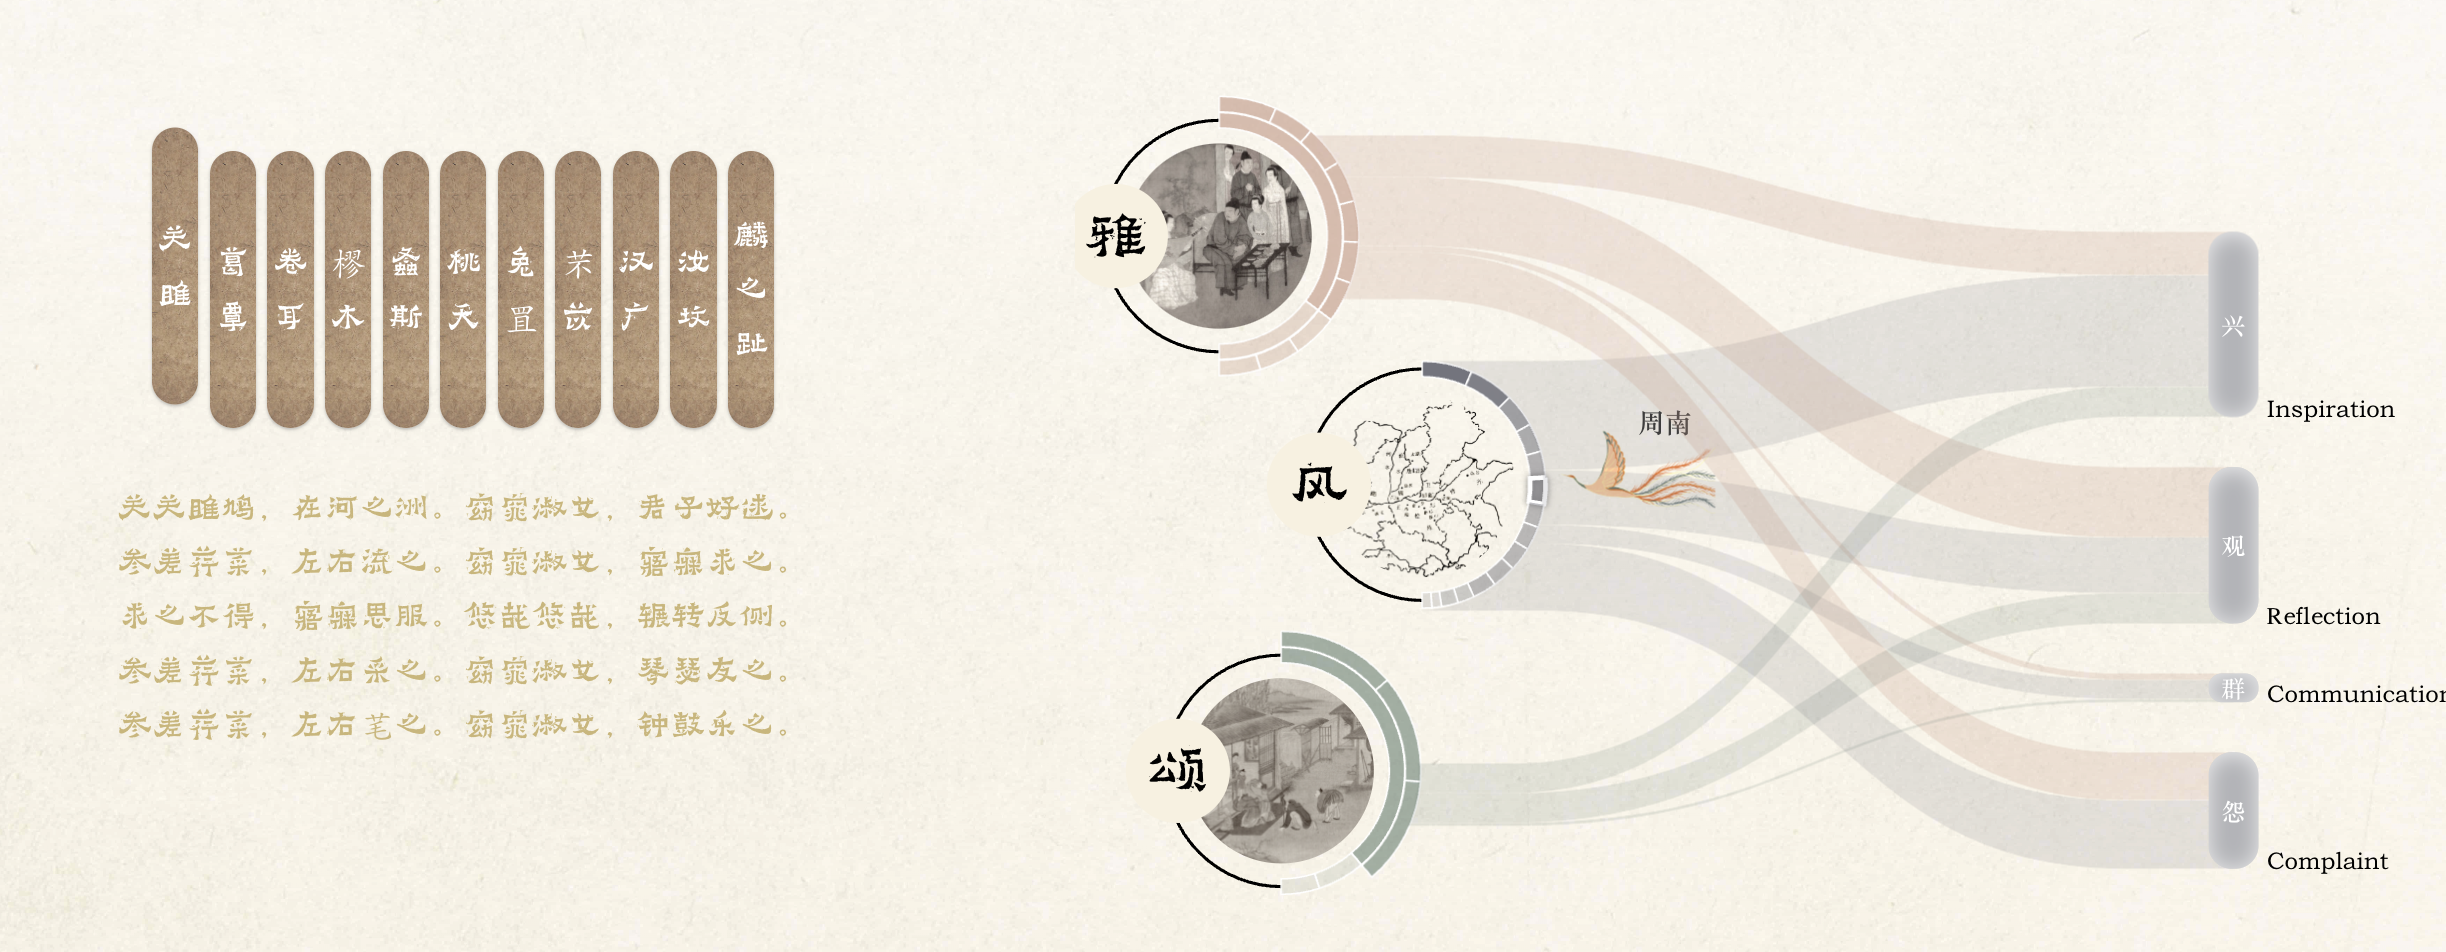 关雎
葛覃
卷耳
樛木
螽斯
桃夭
兔罝
芣苢
汉广
汝坟
麟之趾
关关雎鸠，在河之洲。窈窕淑女，君子好逑。
参差荇菜，左右流之。窈窕淑女，寤寐求之。
求之不得，寤寐思服。悠哉悠哉，辗转反侧。
参差荇菜，左右采之。窈窕淑女，琴瑟友之。
参差荇菜，左右芼之。窈窕淑女，钟鼓乐之。
雅
风
周南
颂
兴
Inspiration
观
Reflection
群
Communication
怨
Complaint